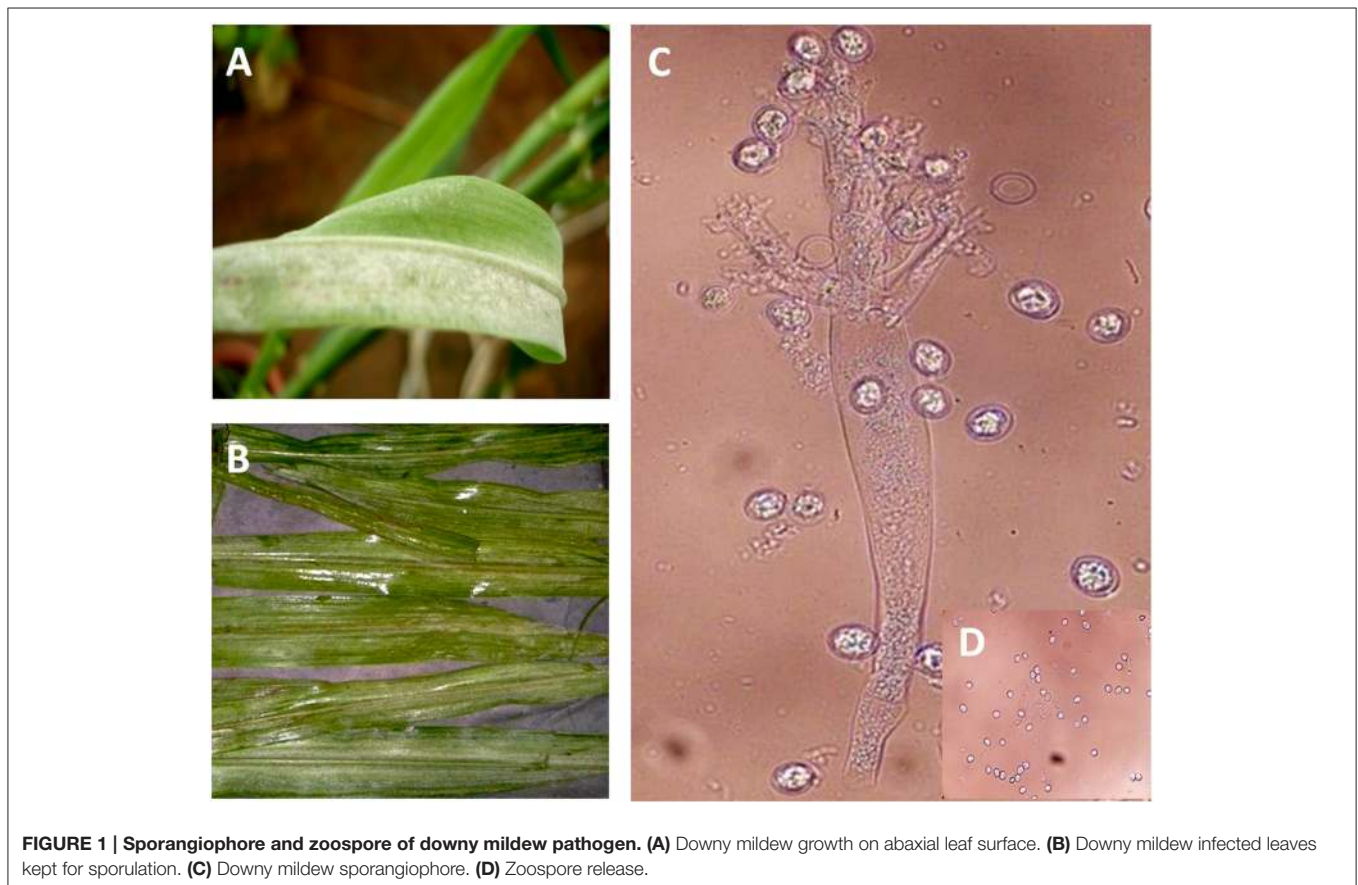 A
C
B
D
FIGURE 1 | Sporangiophore and zoospore of downy mildew pathogen. (A) Downy mildew growth on abaxial leaf surface. (B) Downy mildew infected leaves
kept for sporulation. (C) Downy mildew sporangiophore. (D) Zoospore release.